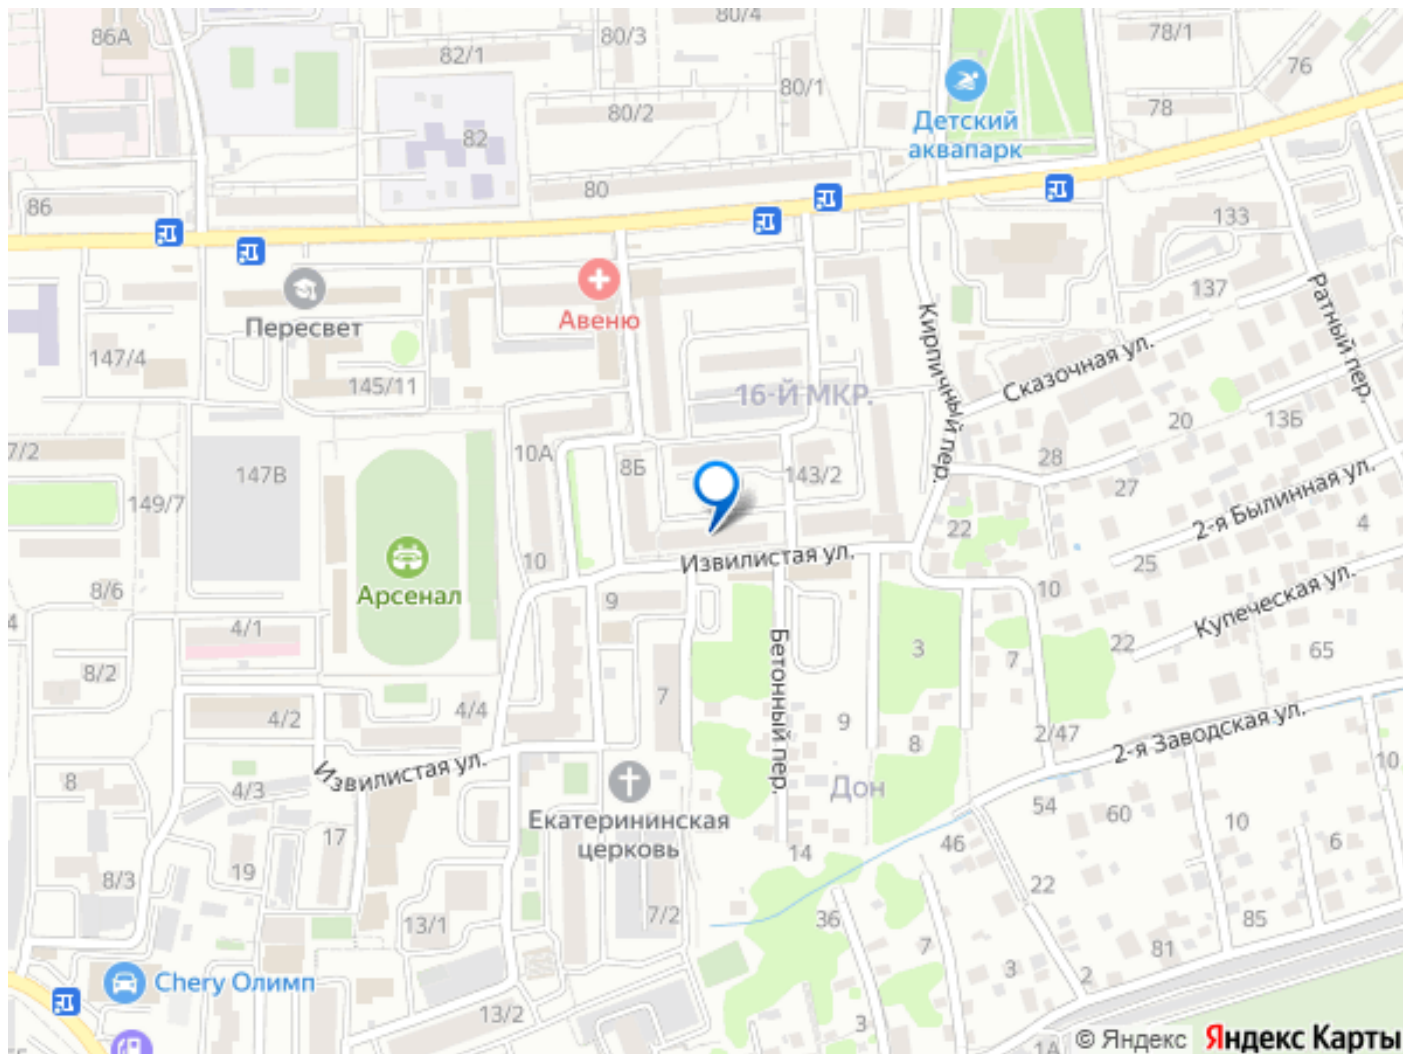 80/4
86А
80/3
78/1
82/1
76
80/1
78
80/2
Детский
аквапарк
82
80
86
133
137
Пересвет
Авеню
Кирпичный пер.
Ратный пер.
147/4
145/11
Сказочная ул.
16-Й МКР.
20
13Б
7/2
10А
8Б
28
147В
143/2
27
149/7
22
2-я Былинная ул.
4
Извилистая ул.
10
25
8/6
Арсенал
9
10
Купеческая ул.
4
4/1
Бетонный пер.
3
22
65
8/2
7
7
4/2
4/4
9
8
2/47
2-я Заводская ул.
Извилистая ул.
8
4/3
Дон
10
54
60
Екатерининская
церковь
10
17
46
6
14
19
8/3
22
36
7/2
13/1
85
7
81
3
2
Chery Олимп
13/2
3
1А
© Яндекс Яндекс Карты